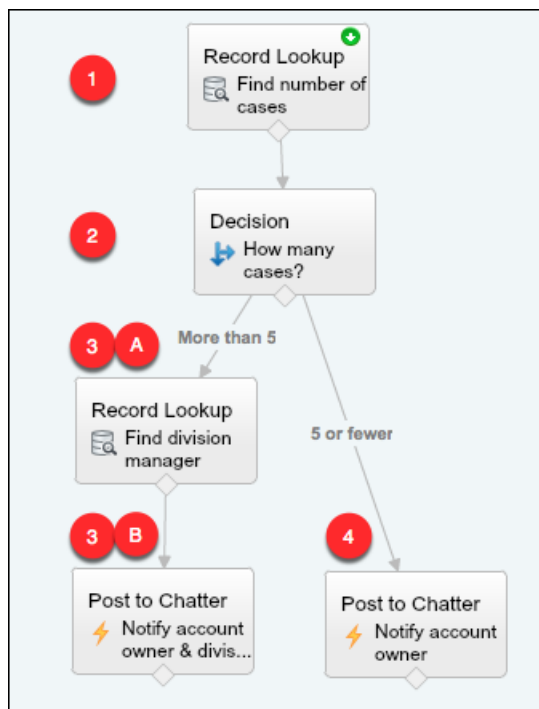 1
Record Lookup
Find number of
cases
2
Decision
How many
cases?
3 A
More than 5
Record Lookup
Find division
manager
5 or fewer
3 B
Post to Chatter
Notify account
owner & divis...
4
Post to Chatter
Notify account
owner